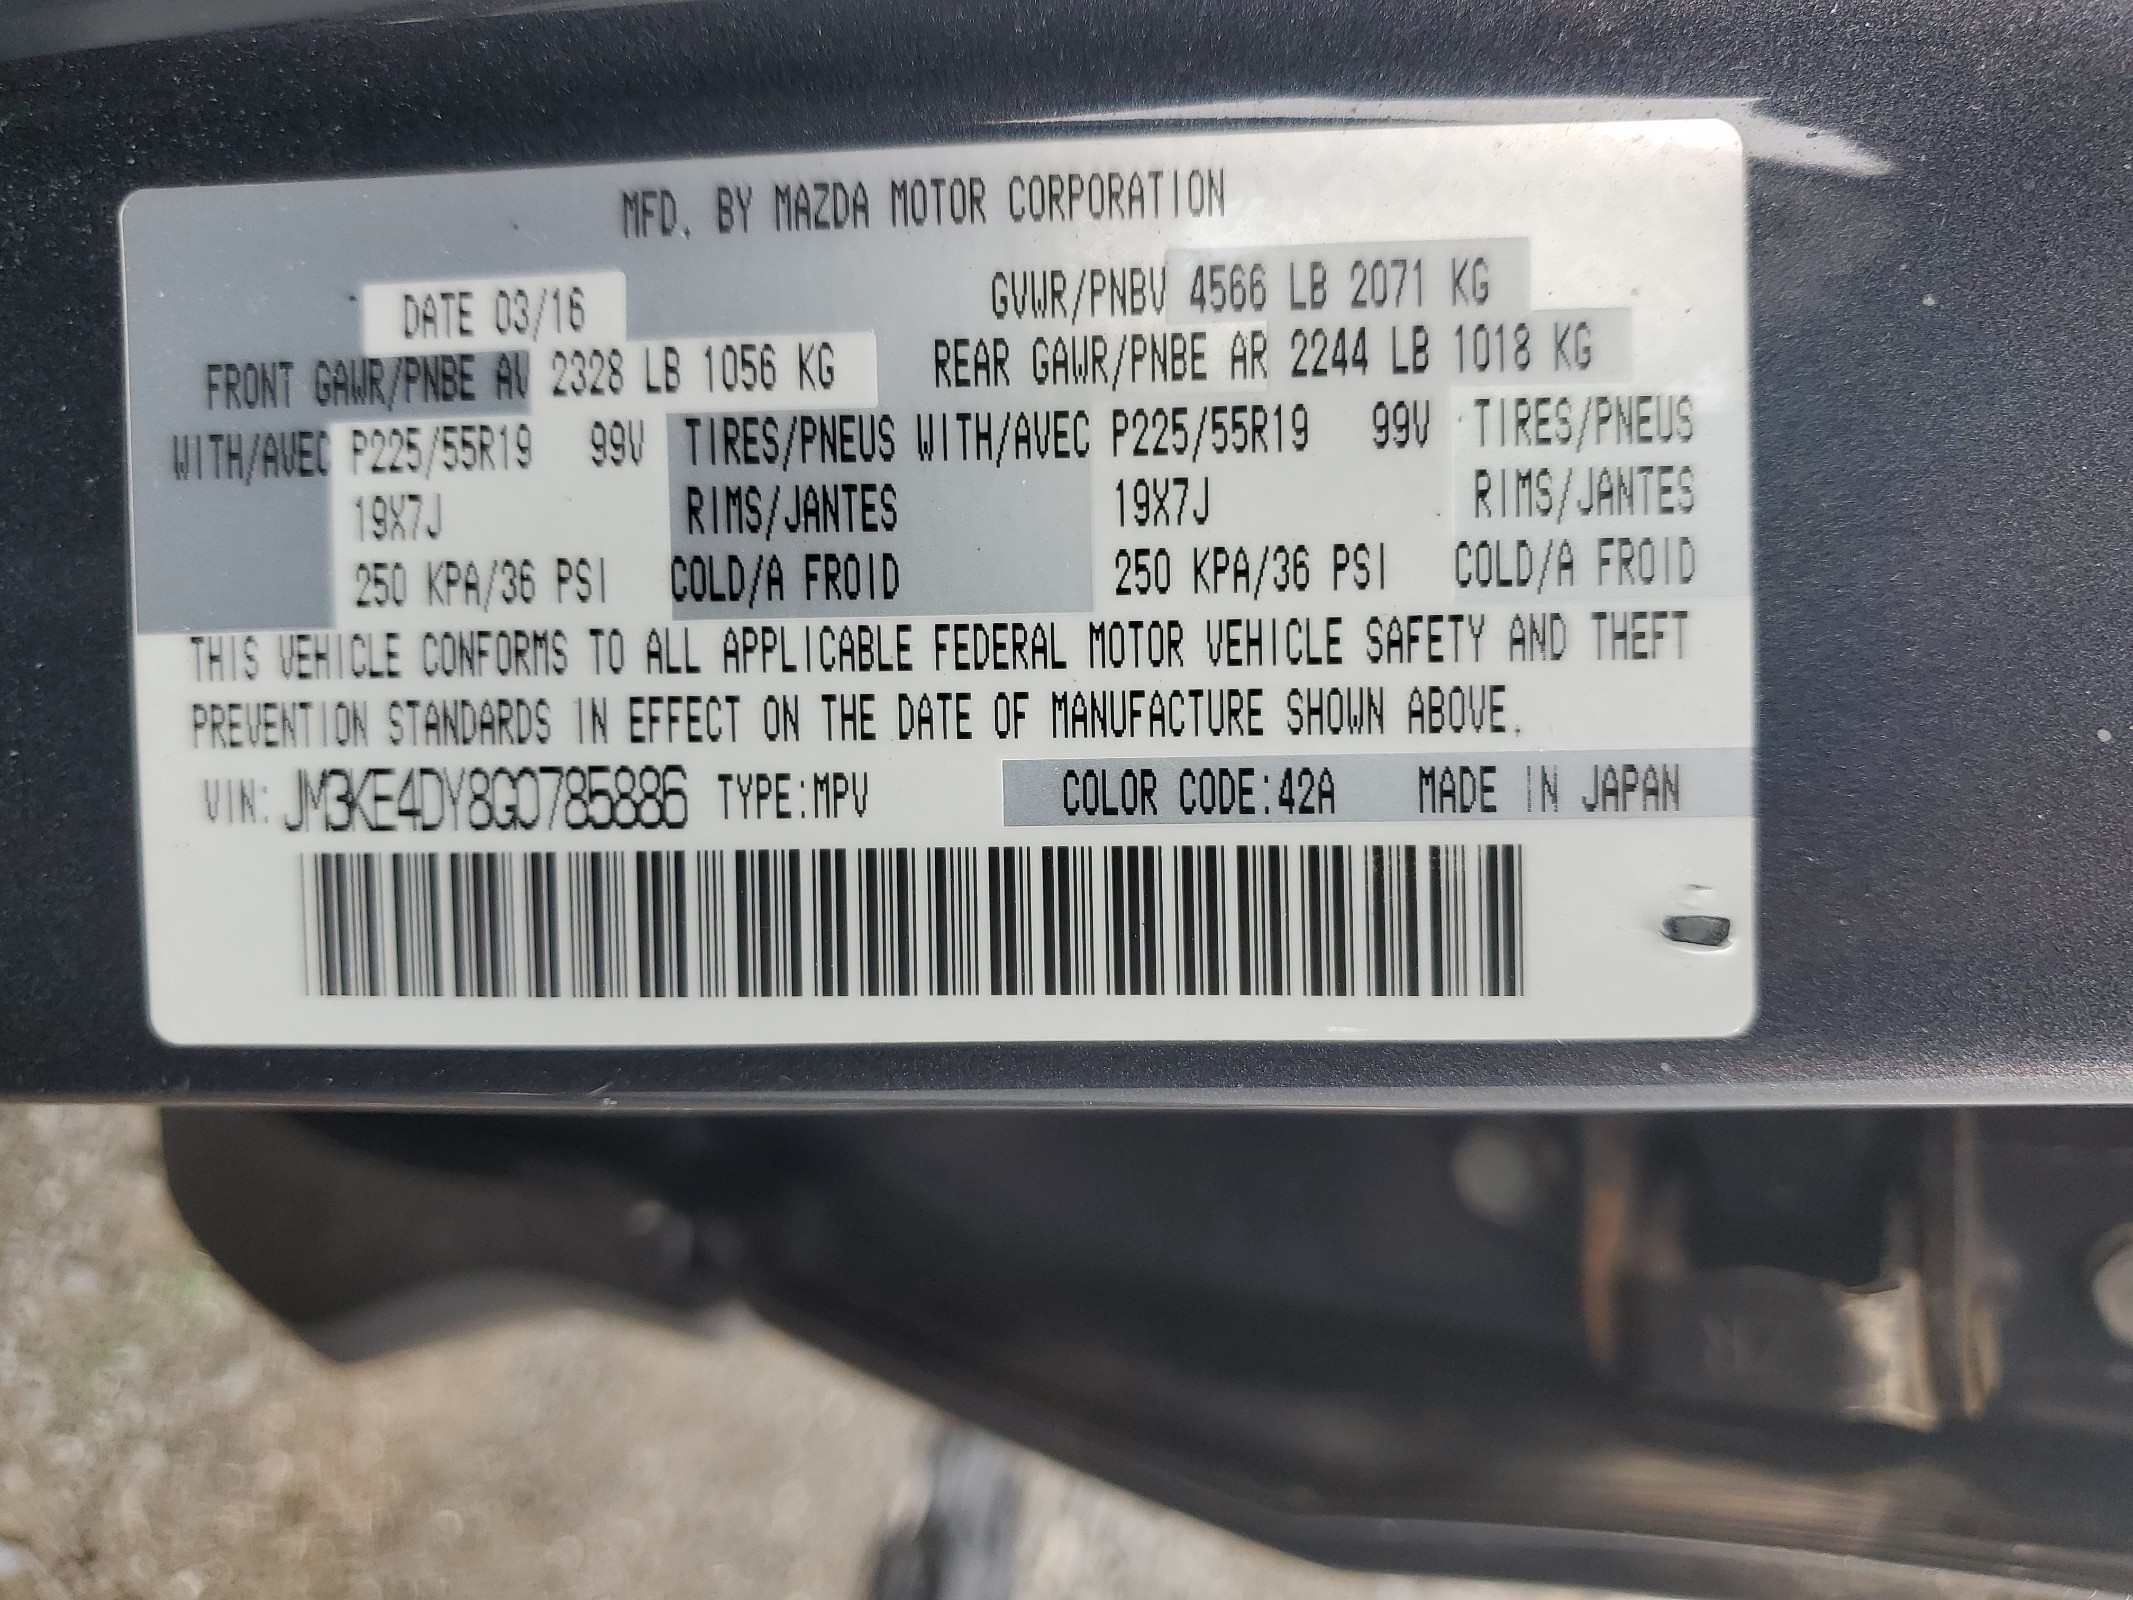 MFD. BY MAZDA MOTOR CORPORATION
DATE 03/16 GVWR/PNBV 4566 LB 2071 KG
FRONT GAWR/PNBE AV 2328 LB 1056 KG REAR GAWR/PNBE AR 2244 LB 1018 KG
WITH/AVEC P225/55R19 99V TIRES/PNEUS WITH/AVEC P225/55R19 99V TIRES/PNEUS
19X7J RIMS/JANTES 19X7J RIMS/JANTES
250 KPA/36 PSI COLD/A FROID 250 KPA/36 PSI COLD/A FROID
THIS VEHICLE CONFORMS TO ALL APPLICABLE FEDERAL MOTOR VEHICLE SAFETY AND THEFT
PREVENTION STANDARDS IN EFFECT ON THE DATE OF MANUFACTURE SHOWN ABOVE.
VIN: JM3KE4DY8G0785886 TYPE:MPV COLOR CODE:42A MADE IN JAPAN